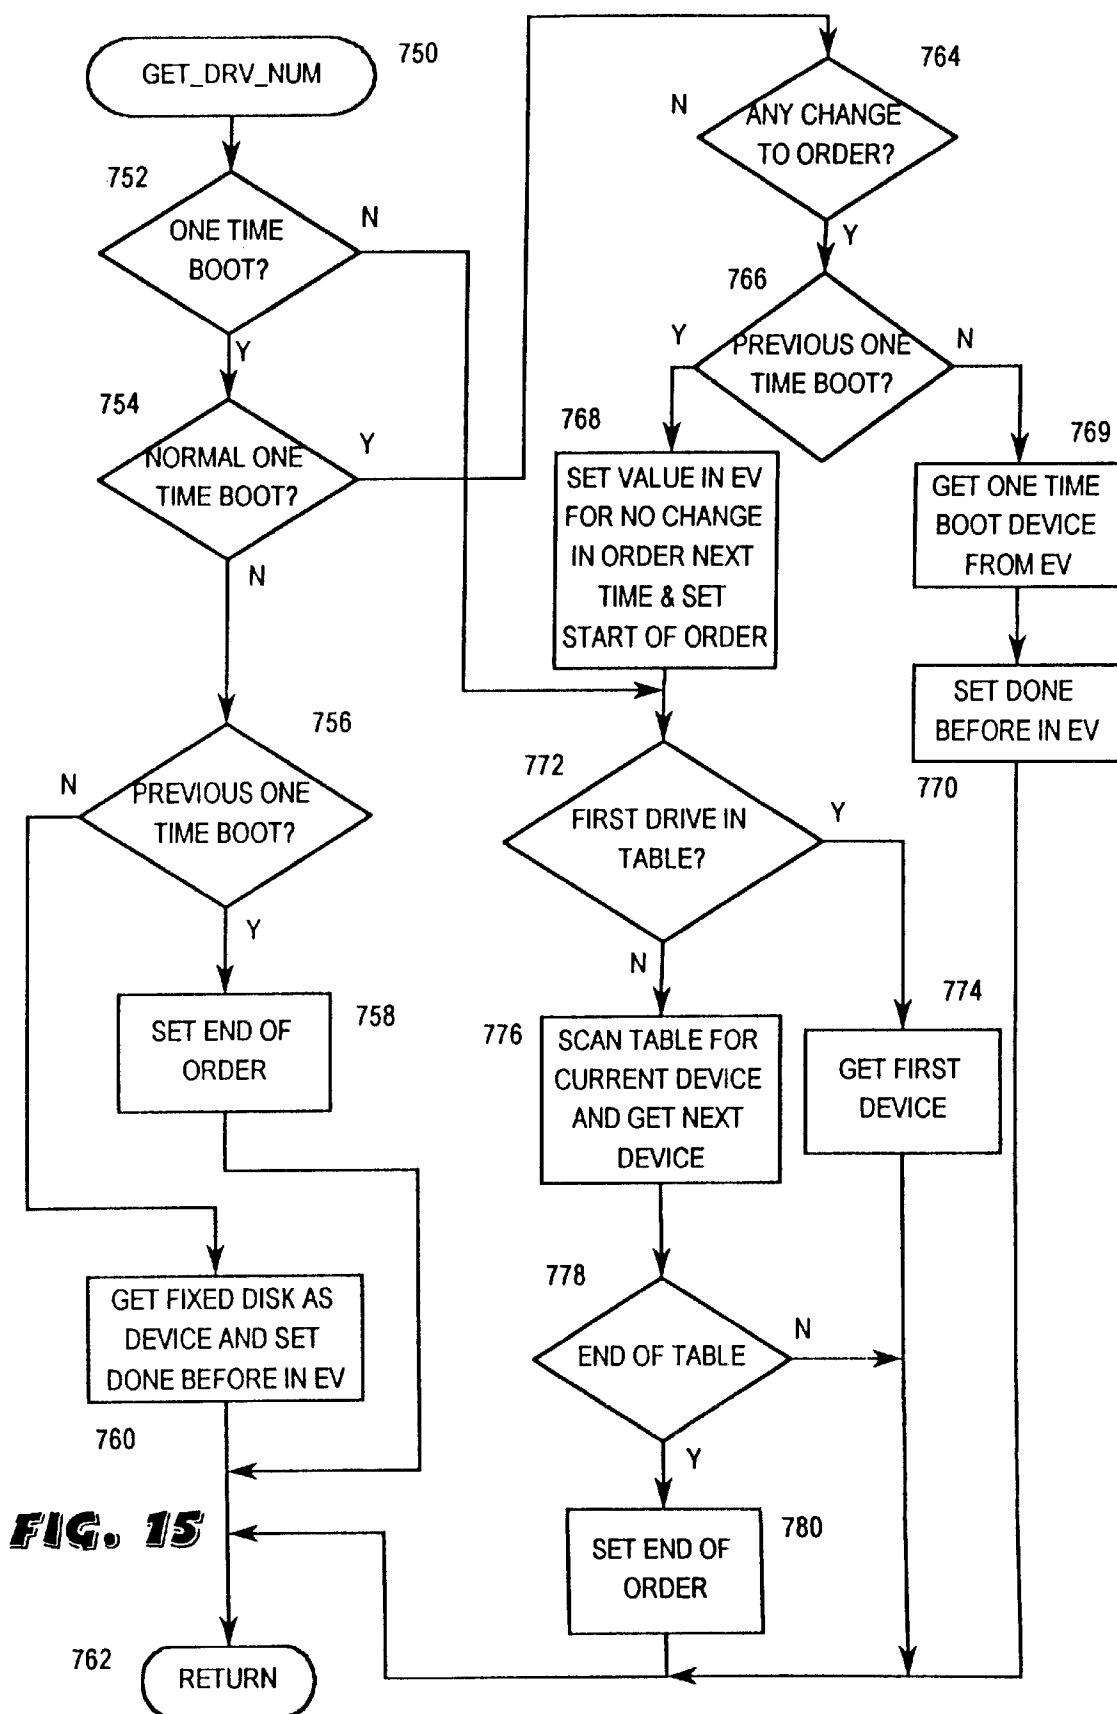 750
GET_DRV_NUM
752
ONE TIME
BOOT?
N
Y
754
NORMAL ONE
TIME BOOT?
Y
N
756
N
PREVIOUS ONE
TIME BOOT?
Y
758
SET END OF
ORDER
GET FIXED DISK AS
DEVICE AND SET
DONE BEFORE IN EV
760
FIG. 15
762
RETURN
764
N
ANY CHANGE
TO ORDER?
Y
766
Y
PREVIOUS ONE
TIME BOOT?
N
768
SET VALUE IN EV
FOR NO CHANGE
IN ORDER NEXT
TIME & SET
START OF ORDER
769
GET ONE TIME
BOOT DEVICE
FROM EV
SET DONE
BEFORE IN EV
770
772
FIRST DRIVE IN
TABLE?
Y
N
774
GET FIRST
DEVICE
776
SCAN TABLE FOR
CURRENT DEVICE
AND GET NEXT
DEVICE
778
END OF TABLE
N
Y
780
SET END OF
ORDER